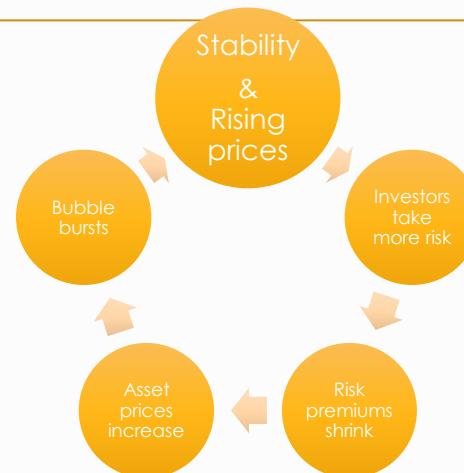 Stability
&
Rising
prices
Investors
take
more risk
Risk
premiums
shrink
Asset
prices
increase
Bubble
bursts